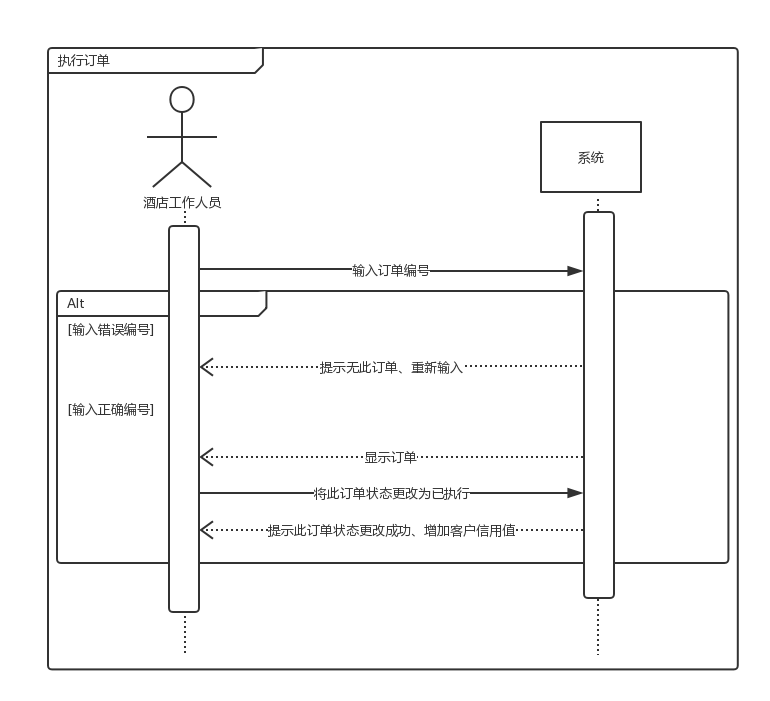 执行订单
系统
酒店工作人员
输入订单编号
Alt
[输入错误编号]
提示无此订单、重新输入
[输入正确编号]
显示订单
将此订单状态更改为已执行
提示此订单状态更改成功、增加客户信用值